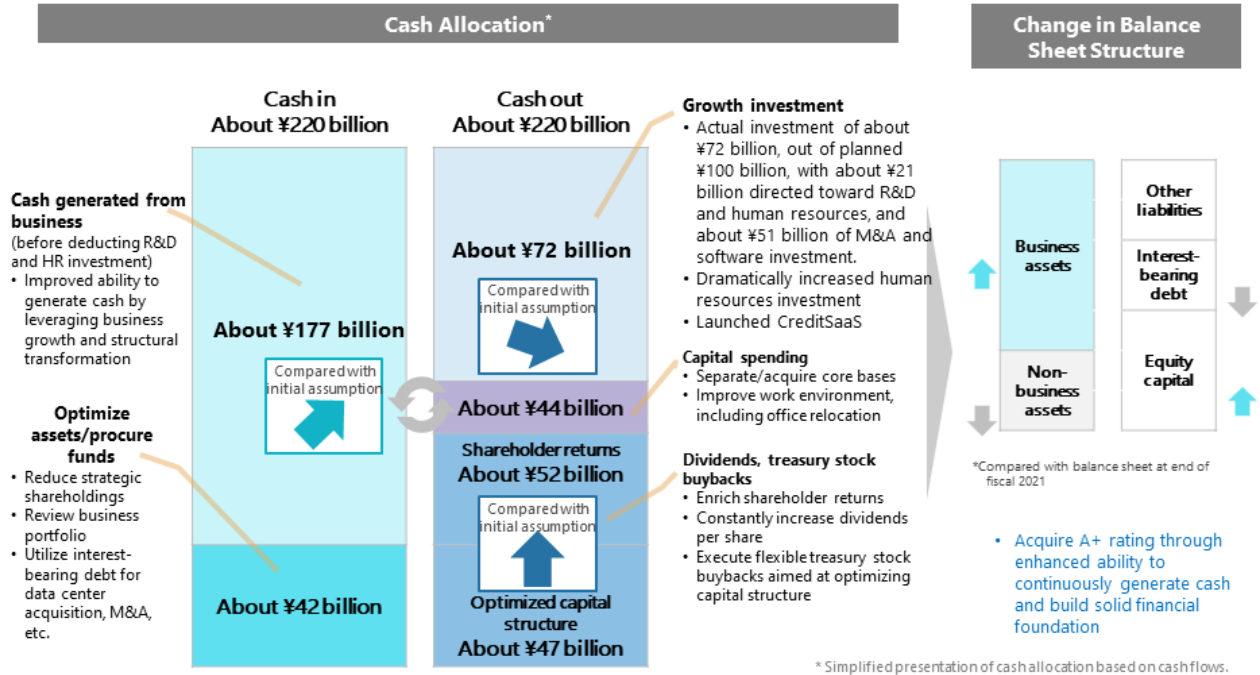 Cash Allocation*
Change in Balance
Sheet Structure
Cash in
About ¥220 billion
Cash out
About ¥220 billion
Cash generated from
business
(before deducting R&D
and HR investment)
• Improved ability to
generate cash by
leveraging business
growth and structural
transformation
Optimize
assets/procure
funds
• Reduce strategic
shareholdings
• Review business
portfolio
• Utilize interest-
bearing debt for
data center
acquisition, M&A,
etc.
About ¥177 billion
Compared with
initial assumption
About ¥42 billion
About ¥72 billion
Compared with
initial assumption
About ¥44 billion
Shareholder returns
About ¥52 billion
Compared with
initial assumption
Optimized capital
structure
About ¥47 billion
Growth investment
• Actual investment of about
¥72 billion, out of planned
¥100 billion, with about ¥21
billion directed toward R&D
and human resources, and
about ¥51 billion of M&A and
software investment.
• Dramatically increased human
resources investment
• Launched CreditSaaS
Capital spending
• Separate/acquire core bases
• Improve work environment,
including office relocation
Dividends, treasury stock
buybacks
• Enrich shareholder returns
• Constantly increase dividends
per share
• Execute flexible treasury stock
buybacks aimed at optimizing
capital structure
Business
assets
Non-
business
assets
Other
liabilities
Interest-
bearing
debt
Equity
capital
*Compared with balance sheet at end of
fiscal 2021
• Acquire A+ rating through
enhanced ability to
continuously generate cash
and build solid financial
foundation
* Simplified presentation of cash allocation based on cash flows.